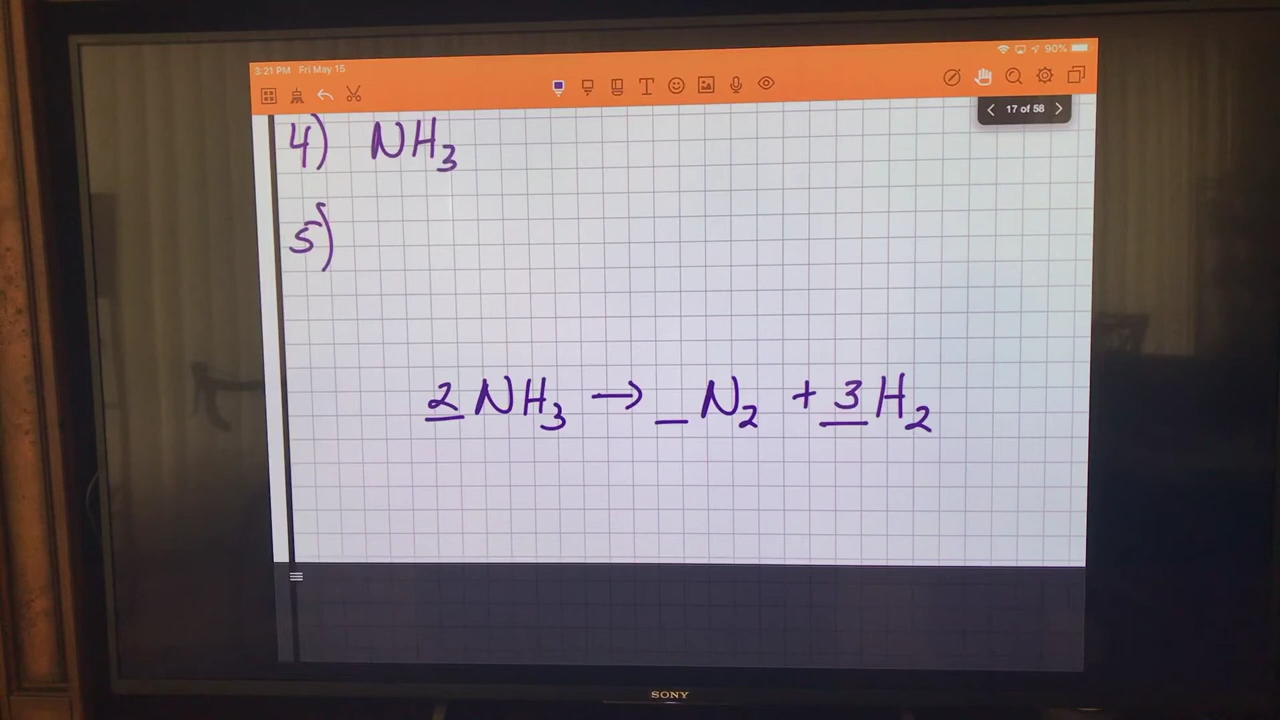 3:21 PM Fri May 15
90%
T
17 of 58
4) NH₃
5)
2 NH₃ → _ N₂ + 3 H₂
SONY